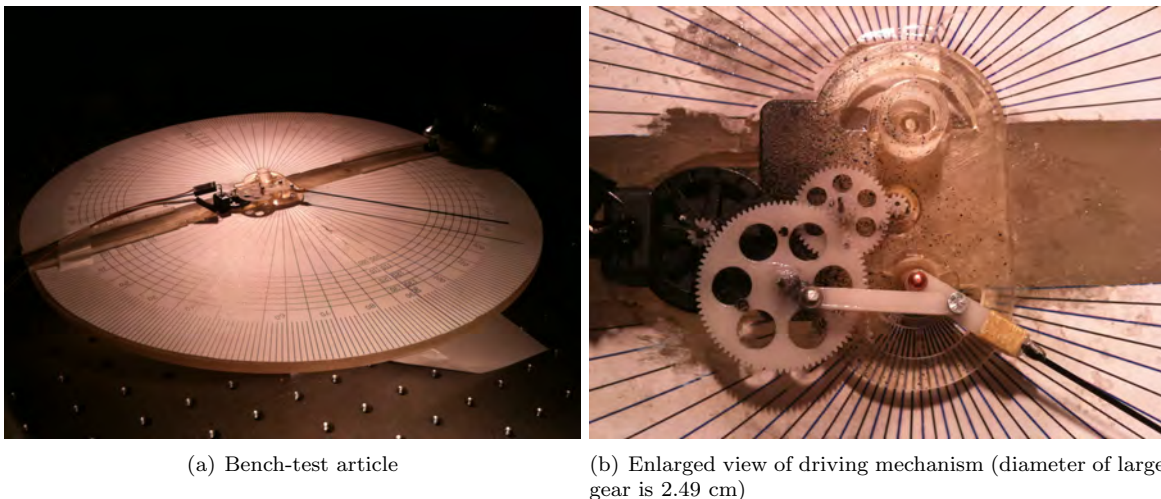 (a) Bench-test article
(b) Enlarged view of driving mechanism (diameter of large
gear is 2.49 cm)